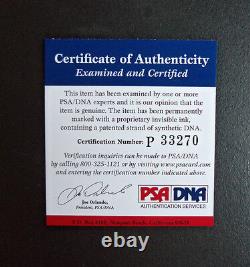 Certificate of Authenticity
Examined and Certified
This item has been examined by one or more
PSA/DNA experts and it is our opinion that the
item is genuine. The item has been permanently
marked with a proprietary invisible ink,
containing a patented strand of synthetic DNA.
Certification Number: P 33270
Verification inquiries can be made to PSA/DNA
by calling 800-325-1121 or going to www.psacard.com.
Joe Orlando
President, PSA/DNA
PSA DNA
AUTHENTICATION SERVICES